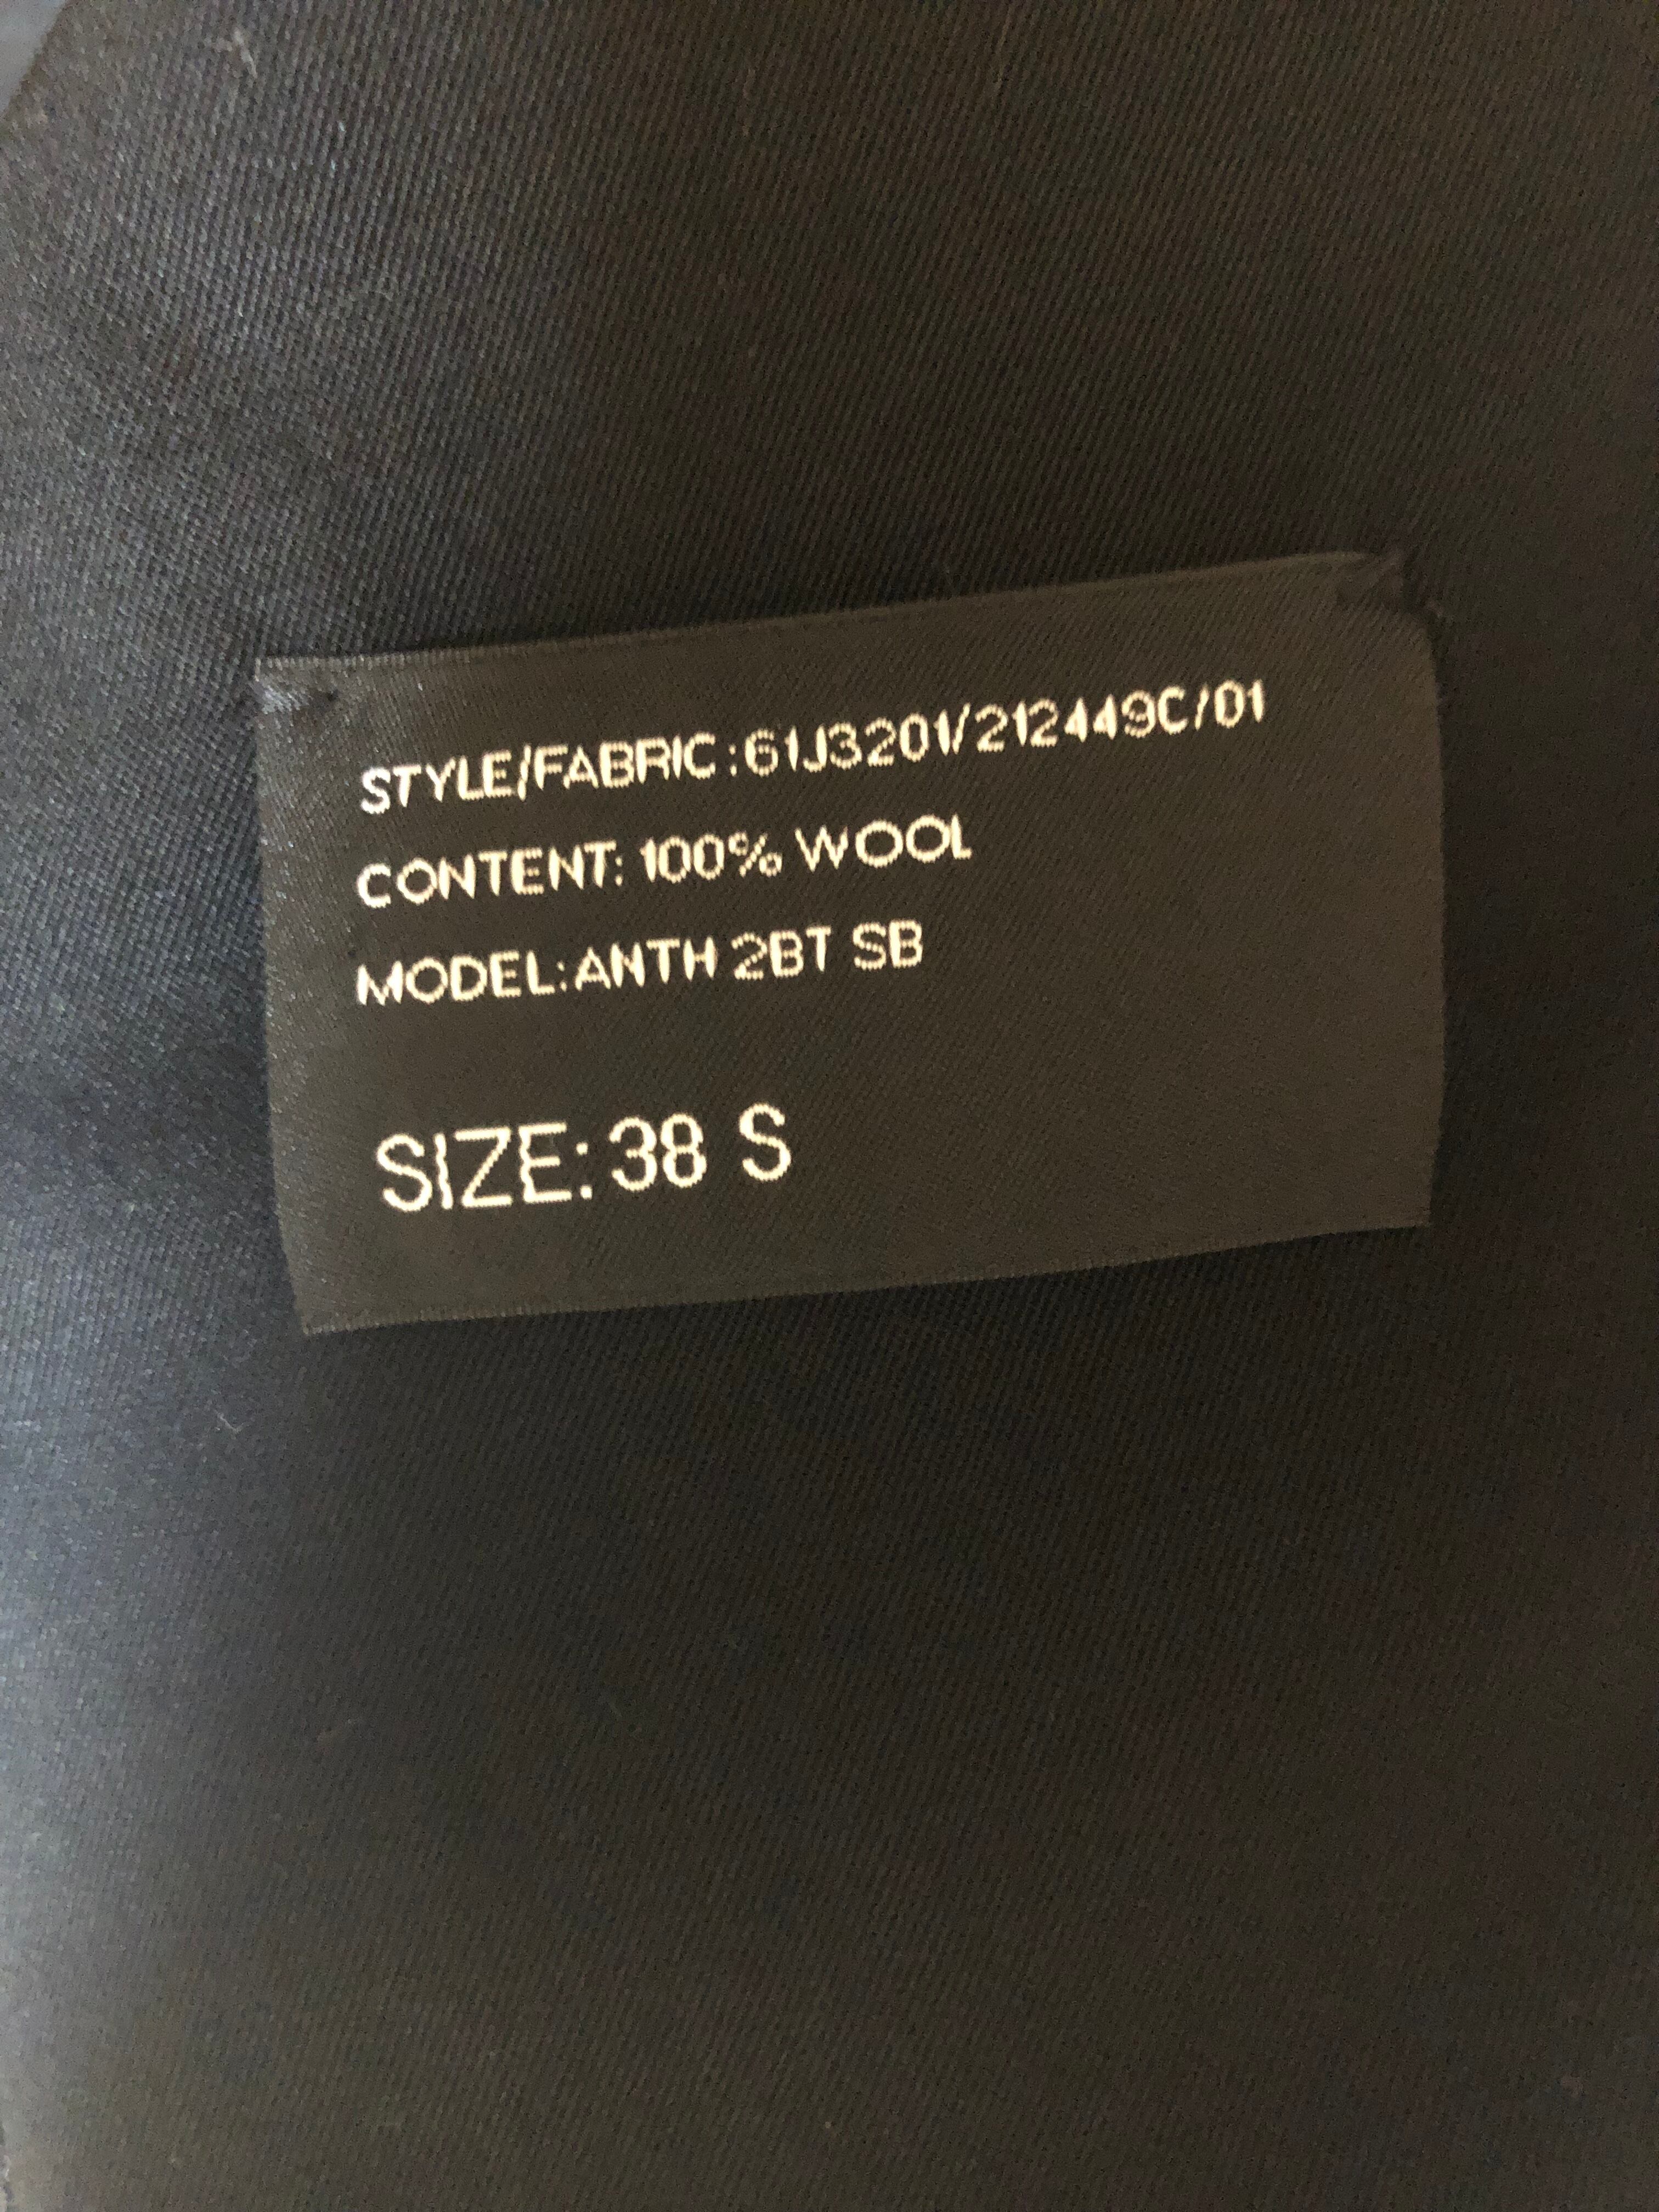 STYLE/FABRIC:61J3201/212449C/01
CONTENT: 100% WOOL
MODEL:ANTH 2BT SB
SIZE: 38 S